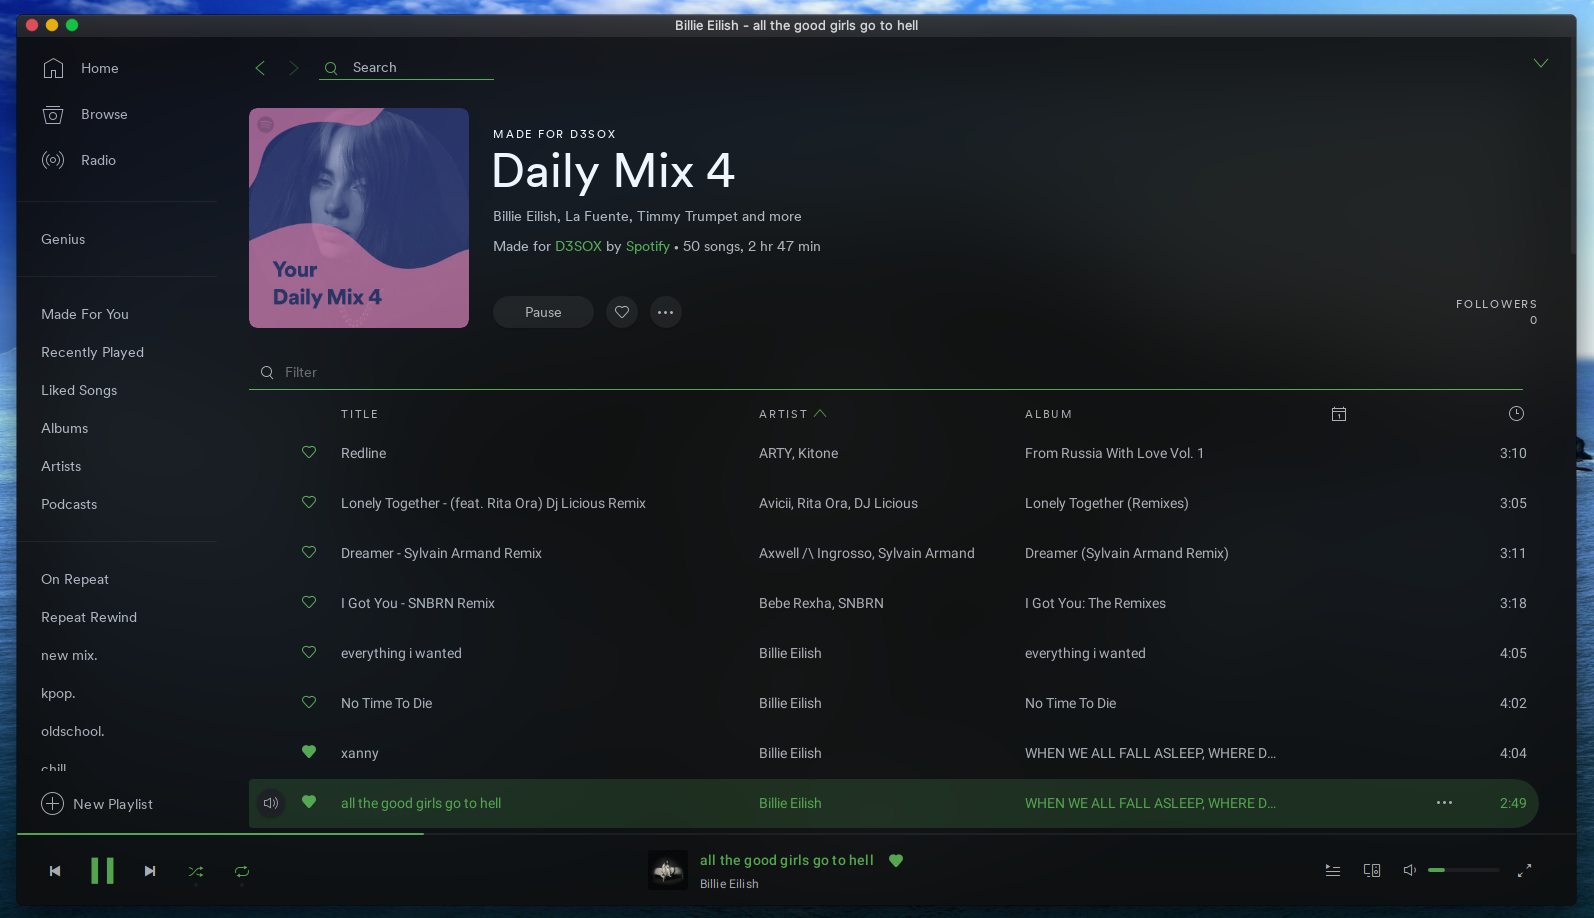 Billie Eilish - all the good girls go to hell
Home
Browse
Radio
Genius
Made For You
Recently Played
Liked Songs
Albums
Artists
Podcasts
On Repeat
Repeat Rewind
new mix.
kpop.
oldschool.
chill
New Playlist
Search
Your
Daily Mix 4
MADE FOR D3SOX
Daily Mix 4
Billie Eilish, La Fuente, Timmy Trumpet and more
Made for D3SOX by Spotify • 50 songs, 2 hr 47 min
Pause
FOLLOWERS
0
Filter
TITLE ARTIST ALBUM
Redline ARTY, Kitone From Russia With Love Vol. 1 3:10
Lonely Together - (feat. Rita Ora) Dj Licious Remix Avicii, Rita Ora, DJ Licious Lonely Together (Remixes) 3:05
Dreamer - Sylvain Armand Remix Axwell /\ Ingrosso, Sylvain Armand Dreamer (Sylvain Armand Remix) 3:11
I Got You - SNBRN Remix Bebe Rexha, SNBRN I Got You: The Remixes 3:18
everything i wanted Billie Eilish everything i wanted 4:05
No Time To Die Billie Eilish No Time To Die 4:02
xanny Billie Eilish WHEN WE ALL FALL ASLEEP, WHERE D... 4:04
all the good girls go to hell Billie Eilish WHEN WE ALL FALL ASLEEP, WHERE D... 2:49
all the good girls go to hell
Billie Eilish